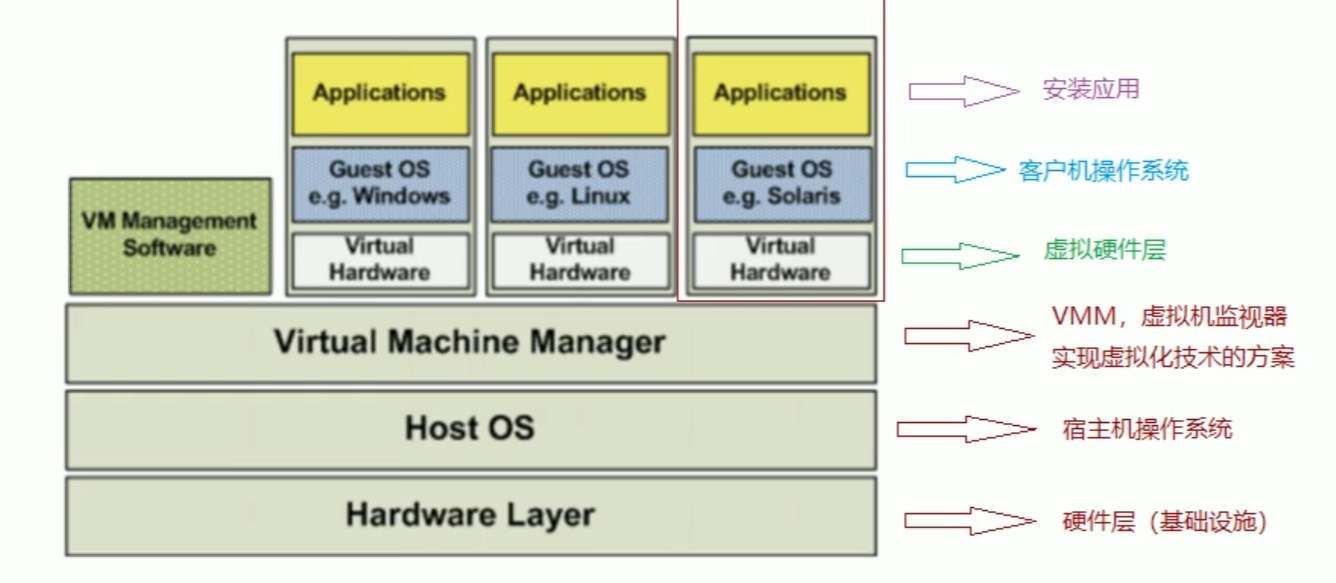 Applications
Applications
Applications
安装应用
Guest OS
e.g. Windows
Guest OS
e.g. Linux
Guest OS
e.g. Solaris
客户机操作系统
VM Management
Software
Virtual
Hardware
Virtual
Hardware
Virtual
Hardware
虚拟硬件层
Virtual Machine Manager
VMM，虚拟机监视器
实现虚拟化技术的方案
Host OS
宿主机操作系统
Hardware Layer
硬件层（基础设施）